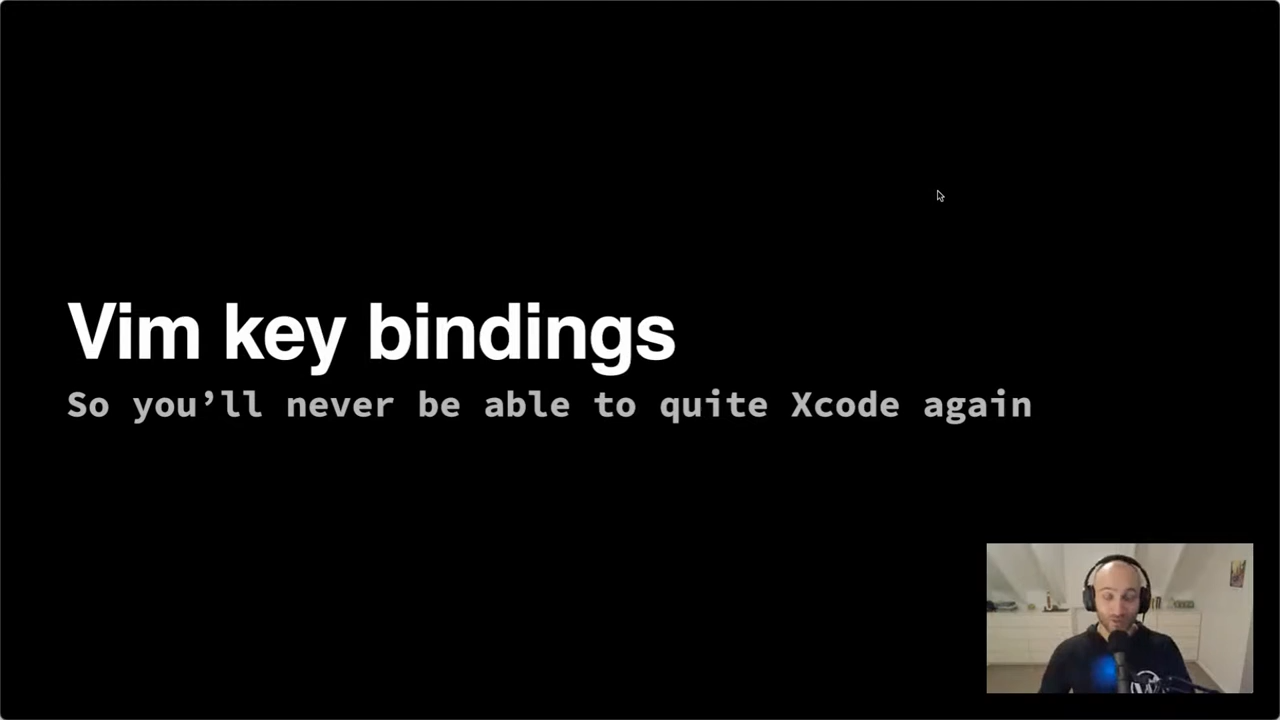 Vim key bindings
So you’ll never be able to quite Xcode again